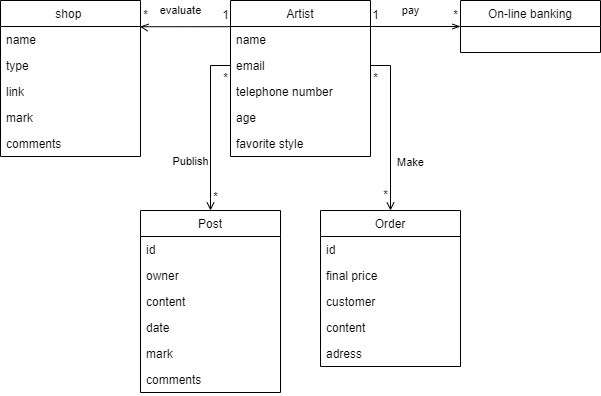 shop
*
evaluate
1
Artist
1
pay
*
On-line banking
name
type
link
mark
comments
name
email
telephone number
age
favorite style
*
*
Publish
Make
*
*
Post
id
owner
content
date
mark
comments
Order
id
final price
customer
content
adress